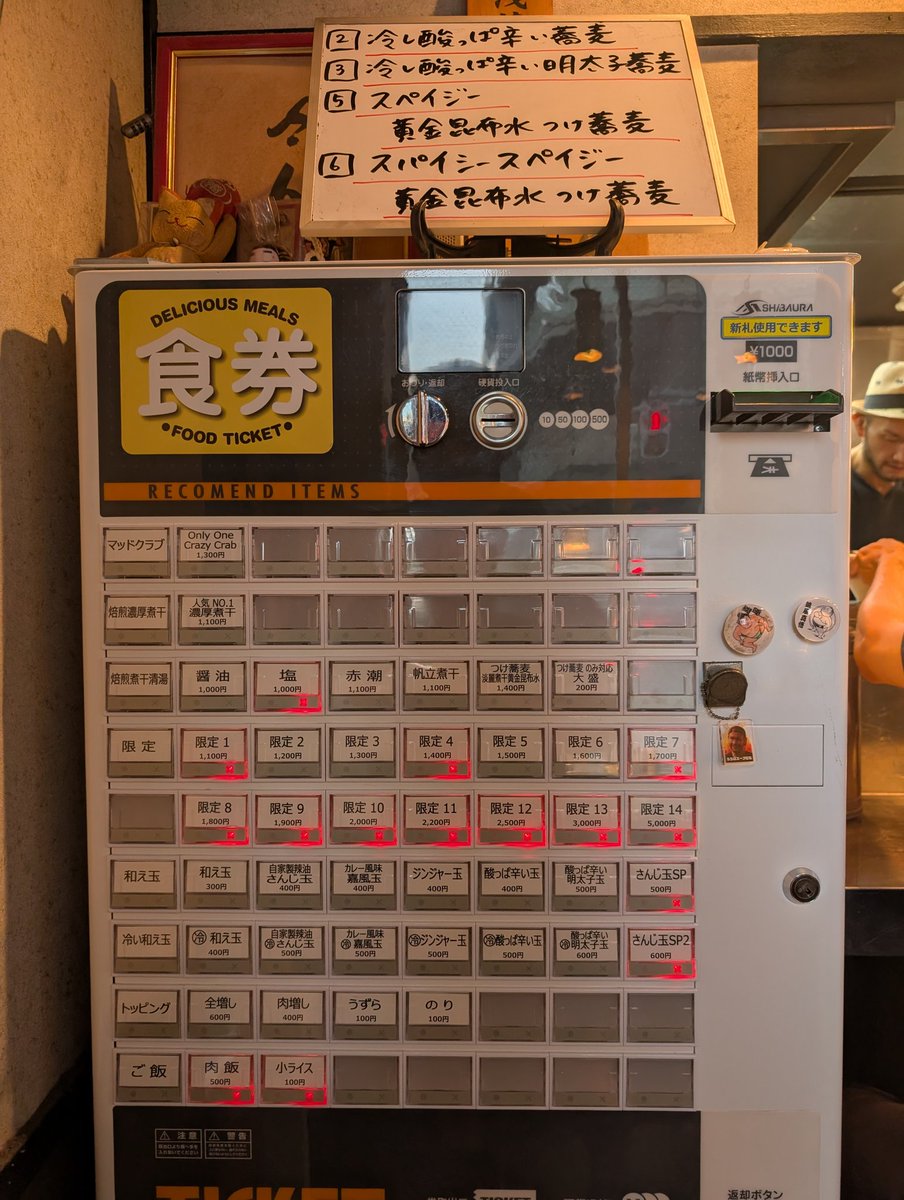 ② 冷し酸っぱ辛い蕎麦
③ 冷し酸っぱ辛い明太子蕎麦
⑤ スペイジー
黄金昆布水つけ蕎麦
⑥ スパイシースペイジー
黄金昆布水つけ蕎麦
DELICIOUS MEALS
食券
•FOOD TICKET•
おつり・返却
硬貨投入口
10 50 100 500
SHIBAURA
新札使用できます
¥1000
紙幣挿入口
RECOMEND ITEMS
マッドクラブ
Only One
Crazy Crab
1,300円
焙煎濃厚煮干
人気 NO.1
濃厚煮干
1,100円
焙煎煮干清湯
醤油
1,000円
塩
1,000円
赤潮
1,100円
帆立煮干
1,100円
つけ蕎麦
淡麗煮干黄金昆布水
1,400円
つけ蕎麦 のみ対応
大盛
200円
限定
限定 1
1,100円
限定 2
1,200円
限定 3
1,300円
限定 4
1,400円
限定 5
1,500円
限定 6
1,600円
限定 7
1,700円
限定 8
1,800円
限定 9
1,900円
限定 10
2,000円
限定 11
2,200円
限定 12
2,500円
限定 13
3,000円
限定 14
5,000円
和え玉
和え玉
300円
自家製辣油
さんじ玉
400円
カレー風味
嘉風玉
400円
ジンジャー玉
400円
酸っぱ辛い玉
400円
酸っぱ辛い
明太子玉
500円
さんじ玉SP
500円
冷い和え玉
㊥和え玉
400円
自家製辣油
さんじ玉
500円
カレー風味
嘉風玉
500円
ジンジャー玉
500円
酸っぱ辛い玉
500円
酸っぱ辛い
明太子玉
600円
さんじ玉SP2
600円
トッピング
全増し
600円
肉増し
400円
うずら
100円
のり
100円
ご飯
肉飯
500円
小ライス
100円
注意
警告
TICKET
TICKET
返却ボタン